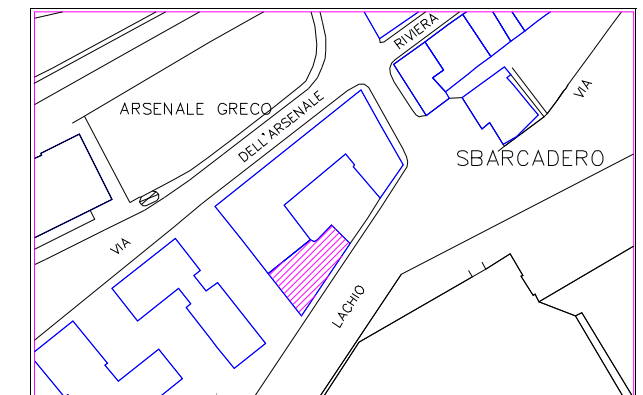 RIVIERA
VIA
ARSENALE GRECO
DELL'ARSENALE
SBARCADERO
VIA
LACHIO